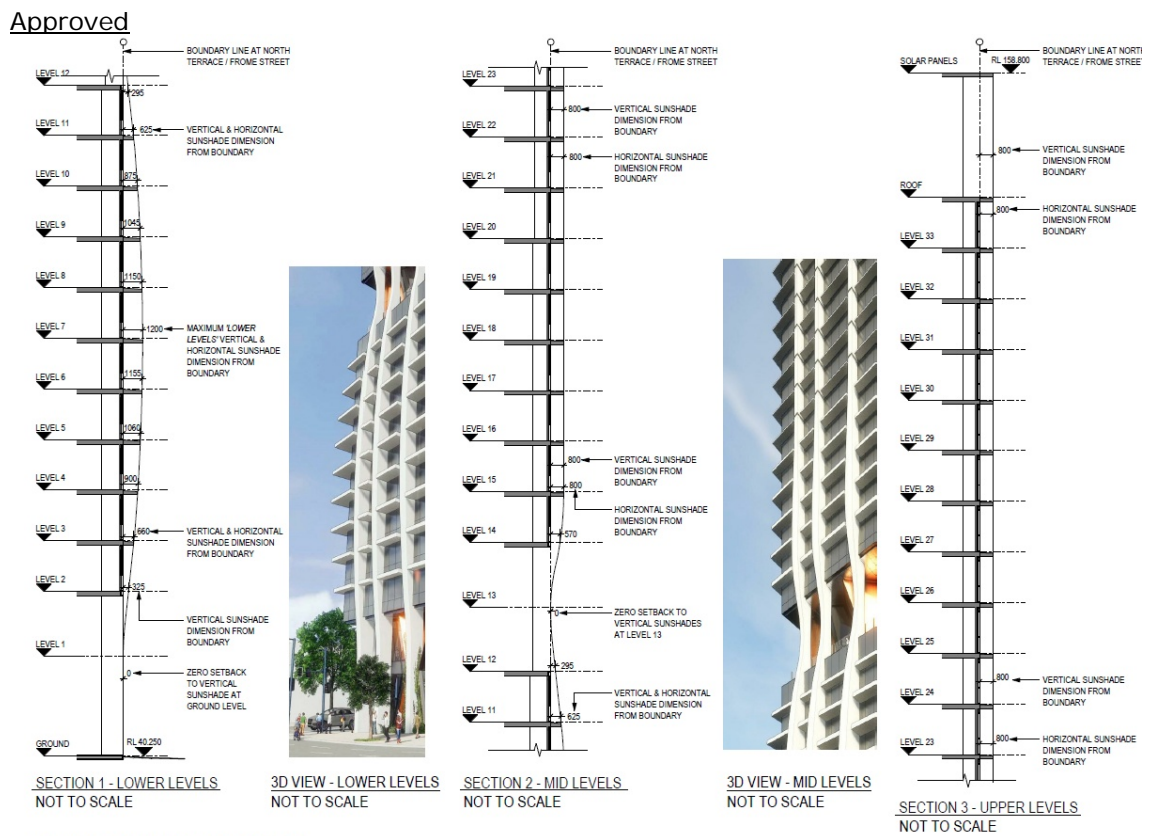 Approved
BOUNDARY LINE AT NORTH
TERRACE / FROME STREET
LEVEL 12
295
LEVEL 11
625
VERTICAL & HORIZONTAL
SUNSHADE DIMENSION
FROM BOUNDARY
LEVEL 10
875
LEVEL 9
1045
LEVEL 8
1150
LEVEL 7
1200
MAXIMUM 'LOWER
LEVELS' VERTICAL &
HORIZONTAL SUNSHADE
DIMENSION FROM
BOUNDARY
LEVEL 6
1155
LEVEL 5
1060
LEVEL 4
900
LEVEL 3
660
VERTICAL & HORIZONTAL
SUNSHADE DIMENSION
FROM BOUNDARY
LEVEL 2
325
VERTICAL SUNSHADE
DIMENSION FROM
BOUNDARY
LEVEL 1
0
ZERO SETBACK
TO VERTICAL
SUNSHADE AT
GROUND LEVEL
GROUND
RL 40.250
SECTION 1 - LOWER LEVELS
NOT TO SCALE
3D VIEW - LOWER LEVELS
NOT TO SCALE
BOUNDARY LINE AT NORTH
TERRACE / FROME STREET
LEVEL 23
800
VERTICAL SUNSHADE
DIMENSION FROM
BOUNDARY
LEVEL 22
800
HORIZONTAL SUNSHADE
DIMENSION FROM
BOUNDARY
LEVEL 21
LEVEL 20
LEVEL 19
LEVEL 18
LEVEL 17
LEVEL 16
800
VERTICAL SUNSHADE
DIMENSION FROM
BOUNDARY
LEVEL 15
800
HORIZONTAL SUNSHADE
DIMENSION FROM
BOUNDARY
LEVEL 14
570
LEVEL 13
0
ZERO SETBACK TO
VERTICAL SUNSHADES
AT LEVEL 13
LEVEL 12
295
LEVEL 11
625
VERTICAL & HORIZONTAL
SUNSHADE DIMENSION
FROM BOUNDARY
SECTION 2 - MID LEVELS
NOT TO SCALE
3D VIEW - MID LEVELS
NOT TO SCALE
BOUNDARY LINE AT NORTH
TERRACE / FROME STREET
SOLAR PANELS
RL 158.800
800
VERTICAL SUNSHADE
DIMENSION FROM
BOUNDARY
ROOF
800
HORIZONTAL SUNSHADE
DIMENSION FROM
BOUNDARY
LEVEL 33
LEVEL 32
LEVEL 31
LEVEL 30
LEVEL 29
LEVEL 28
LEVEL 27
LEVEL 26
LEVEL 25
800
VERTICAL SUNSHADE
DIMENSION FROM
BOUNDARY
LEVEL 24
800
HORIZONTAL SUNSHADE
DIMENSION FROM
BOUNDARY
LEVEL 23
SECTION 3 - UPPER LEVELS
NOT TO SCALE